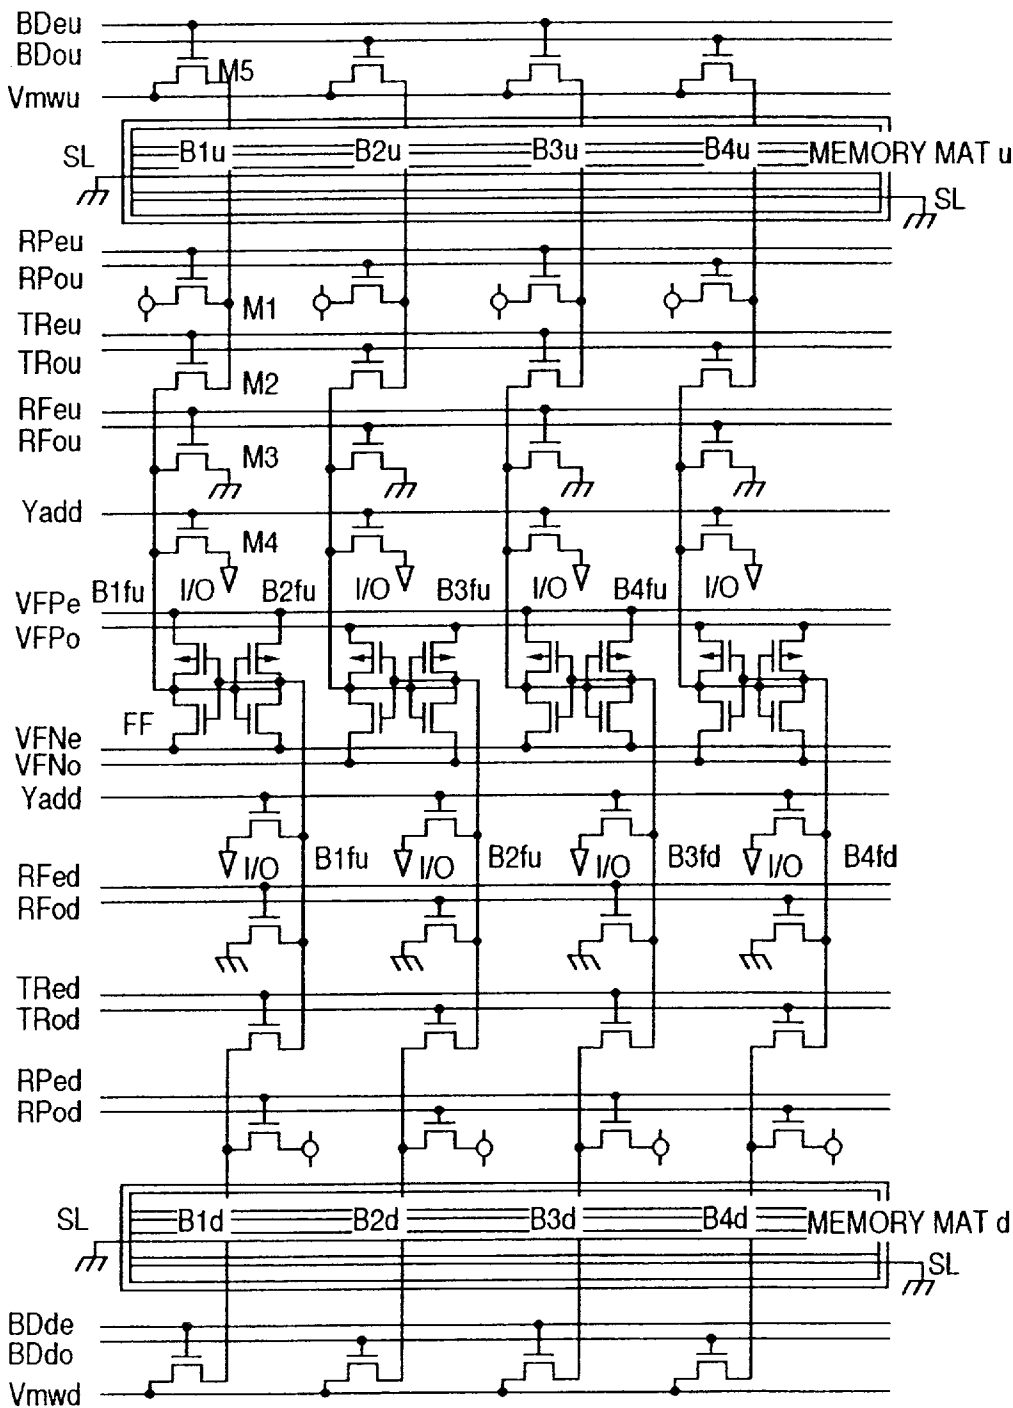 BDeu
BDou
M5
Vmwu
SL
B1u B2u B3u B4u MEMORY MAT u
SL
RPeu
RPou
M1
TReu
TRou
M2
RFeu
RFou
M3
Yadd
M4
B1fu I/O B2fu I/O B3fu I/O B4fu I/O
VFPe
VFPo
FF
VFNe
VFNo
Yadd
I/O B1fu I/O B2fu I/O B3fd I/O B4fd
RFed
RFod
TRed
TRod
RPed
RPod
SL
B1d B2d B3d B4d MEMORY MAT d
SL
BDde
BDdo
Vmwd